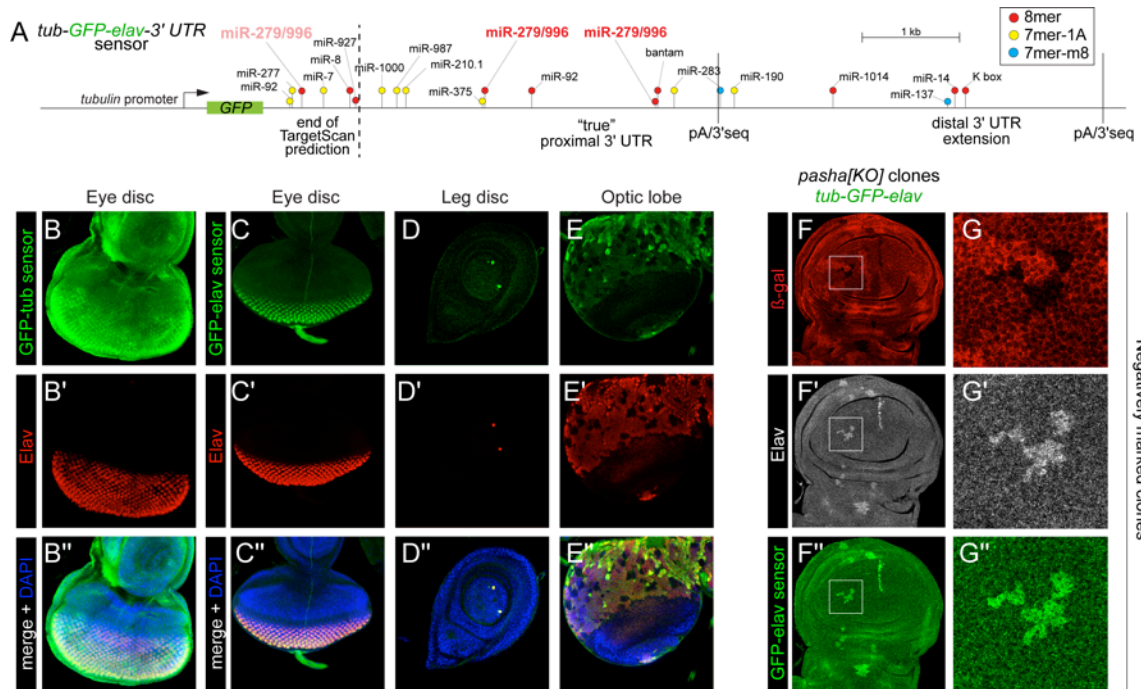 A
tub-GFP-elav-3' UTR
sensor
miR-279/996
miR-927
miR-8
miR-277
miR-92
miR-7
miR-1000
miR-987
miR-210.1
miR-279/996
miR-375
miR-92
miR-279/996
bantam
miR-283
miR-190
miR-1014
miR-14
miR-137
K box
1 kb
8mer
7mer-1A
7mer-m8
tubulin promoter
GFP
end of
TargetScan
prediction
"true"
proximal 3' UTR
pA/3'seq
distal 3' UTR
extension
pA/3'seq
Eye disc
Eye disc
Leg disc
Optic lobe
pasha[KO] clones
tub-GFP-elav
GFP-tub sensor
B
GFP-elav sensor
C
D
E
ß-gal
F
G
Elav
B'
Elav
C'
D'
E'
Elav
F'
G'
merge + DAPI
B"
merge + DAPI
C"
D"
E"
GFP-elav sensor
F"
G"
Negatively marked clones